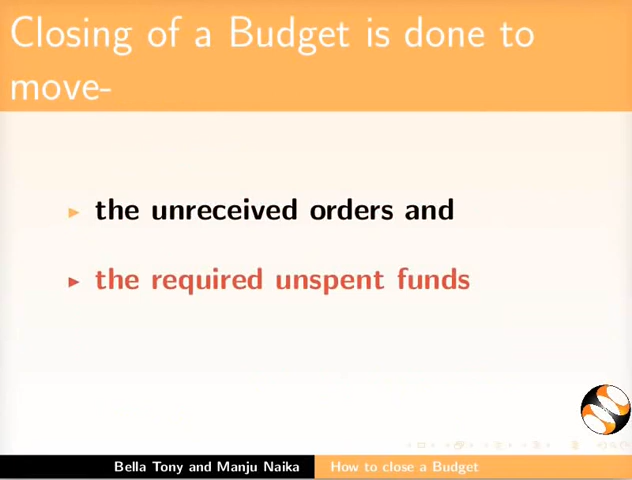 Closing of a Budget is done to
move-
the unreceived orders and
the required unspent funds
Bella Tony and Manju Naika
How to close a Budget